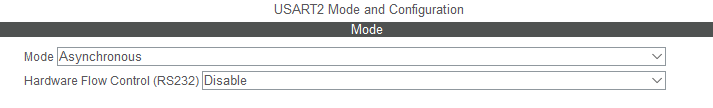 USART2 Mode and Configuration
Mode
Mode Asynchronous
Hardware Flow Control (RS232) Disable